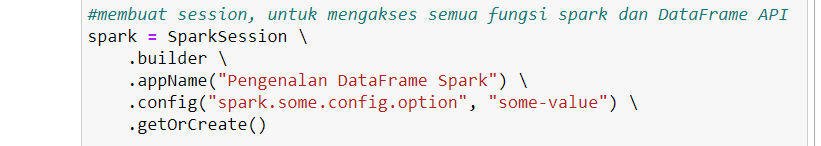 #membuat session, untuk mengakses semua fungsi spark dan DataFrame API
spark = SparkSession \
    .builder \
    .appName("Pengenalan DataFrame Spark") \
    .config("spark.some.config.option", "some-value") \
    .getOrCreate()